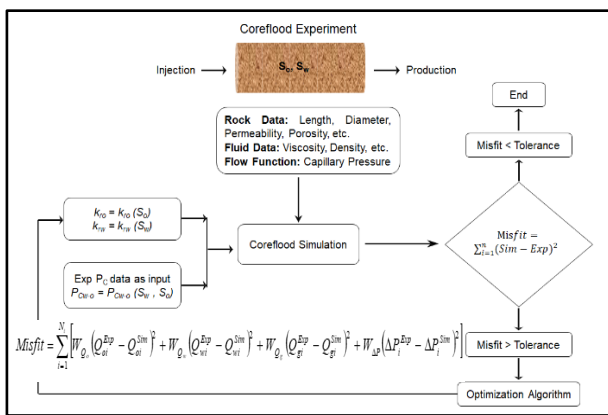 Coreflood Experiment
Injection
S_o, S_w
Production
Rock Data: Length, Diameter,
Permeability, Porosity, etc.
Fluid Data: Viscosity, Density, etc.
Flow Function: Capillary Pressure
End
Misfit < Tolerance
k_ro = k_ro (S_o)
k_rw = k_rw (S_w)
Coreflood Simulation
Misfit =
∑_{i=1}^{n}(Sim − Exp)^2
Exp P_C data as input
P_Cw-o = P_Cw-o (S_w , S_o)
Misfit = ∑_{i=1}^{N_i} [W_{Q_o} (Q_{oi}^{Exp} − Q_{oi}^{Sim})^2 + W_{Q_w} (Q_{wi}^{Exp} − Q_{wi}^{Sim})^2 + W_{Q_g} (Q_{gi}^{Exp} − Q_{gi}^{Sim})^2 + W_{ΔP} (ΔP_i^{Exp} − ΔP_i^{Sim})^2]
Misfit > Tolerance
Optimization Algorithm